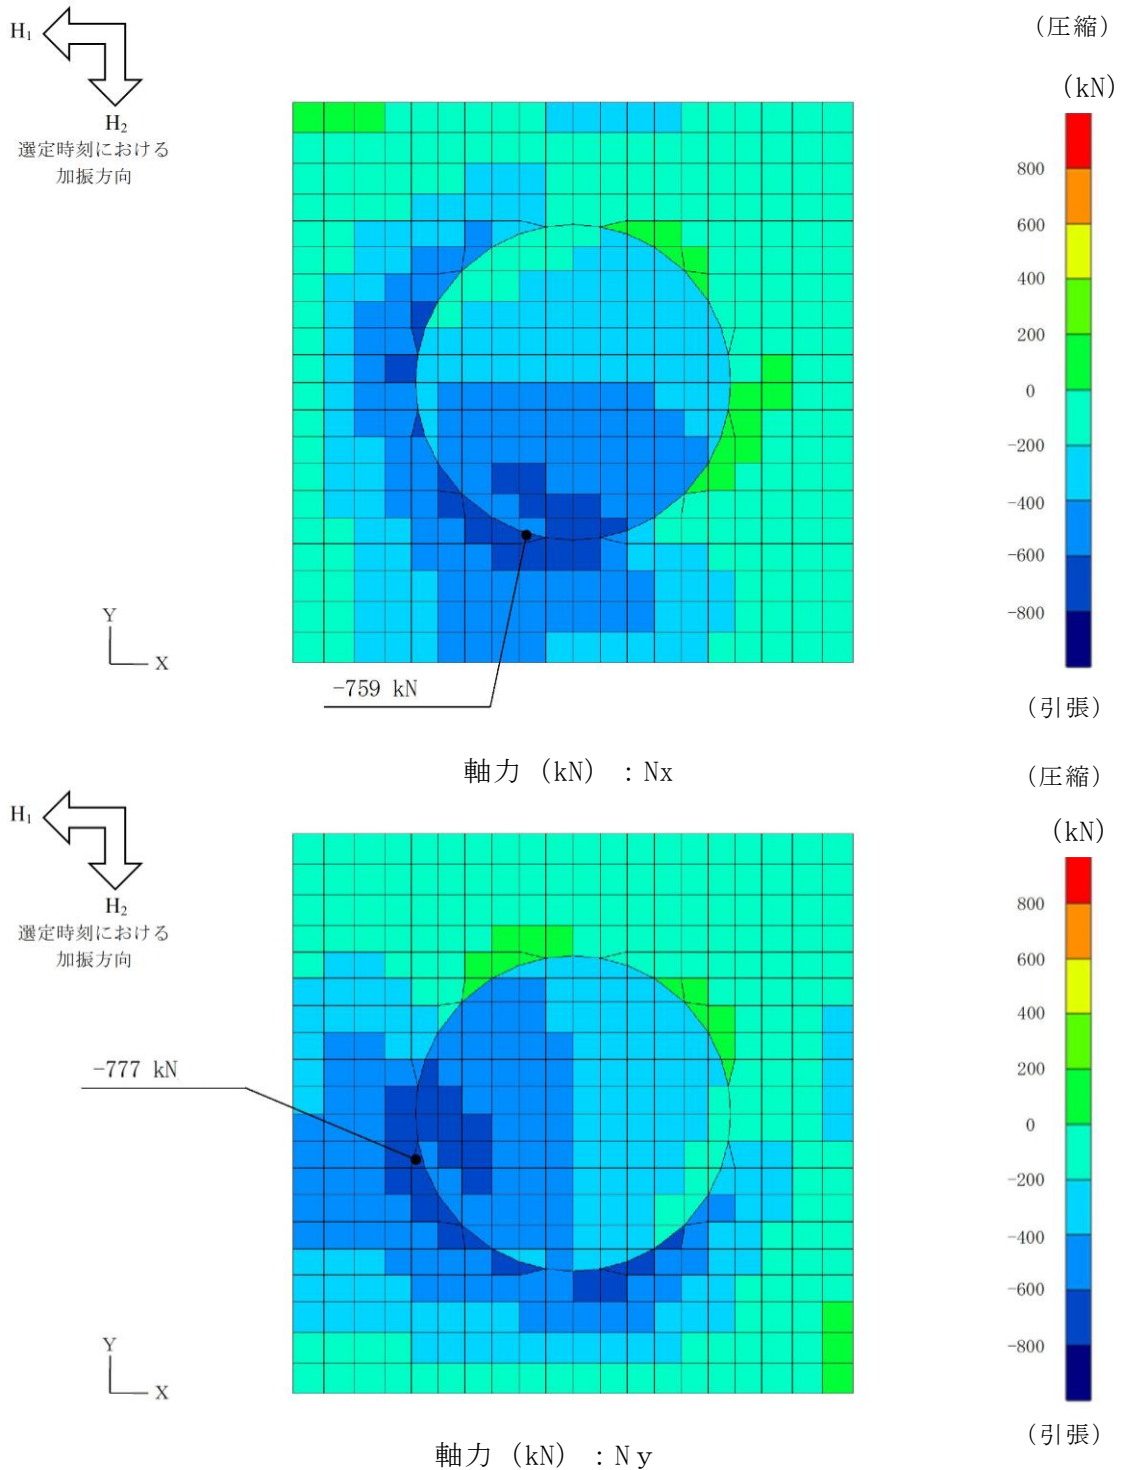 H₁
H₂
選定時刻における
加振方向
(圧縮)
(kN)
800
600
400
200
0
-200
-400
-600
-800
(引張)
Y
X
-759 kN
軸力 (kN) : Nx
H₁
H₂
選定時刻における
加振方向
(圧縮)
(kN)
800
600
400
200
0
-200
-400
-600
-800
(引張)
-777 kN
Y
X
軸力 (kN) : Ny